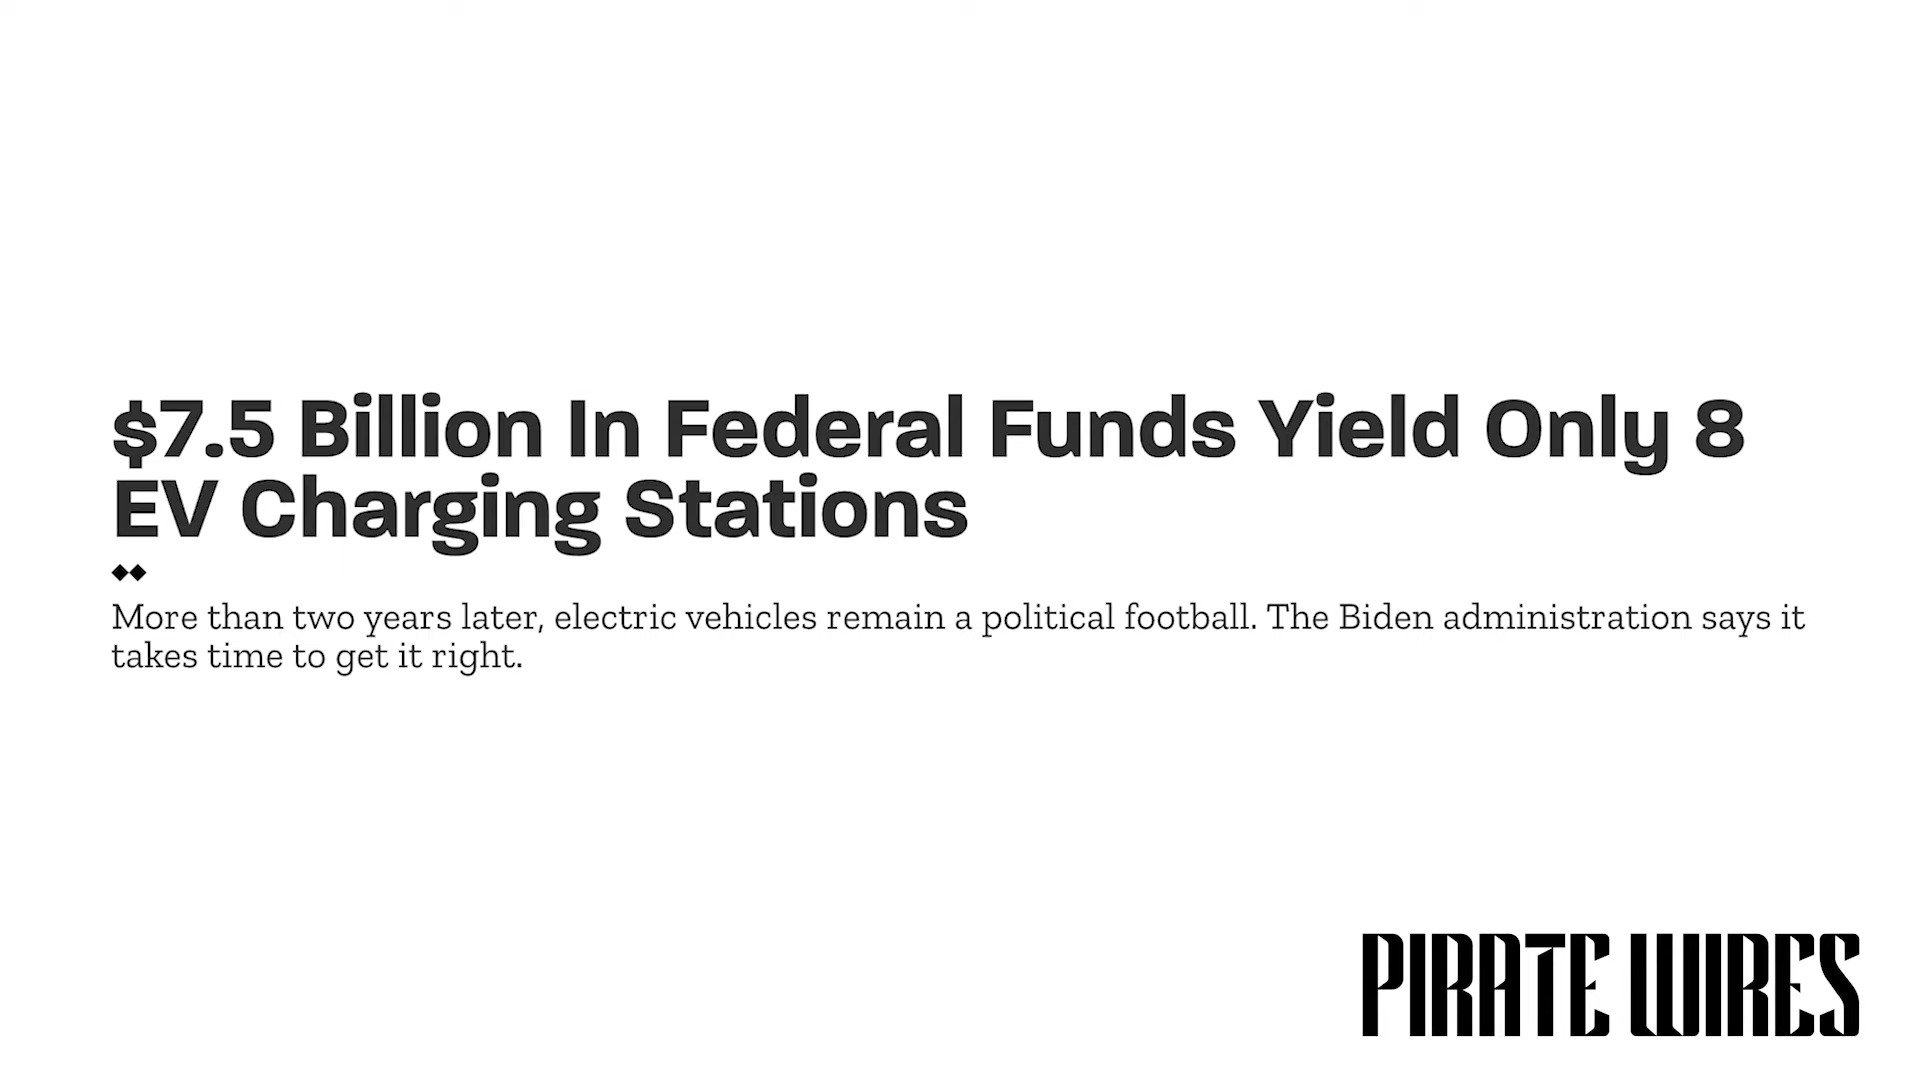 $7.5 Billion In Federal Funds Yield Only 8
EV Charging Stations
More than two years later, electric vehicles remain a political football. The Biden administration says it
takes time to get it right.
PIRATE WIRES